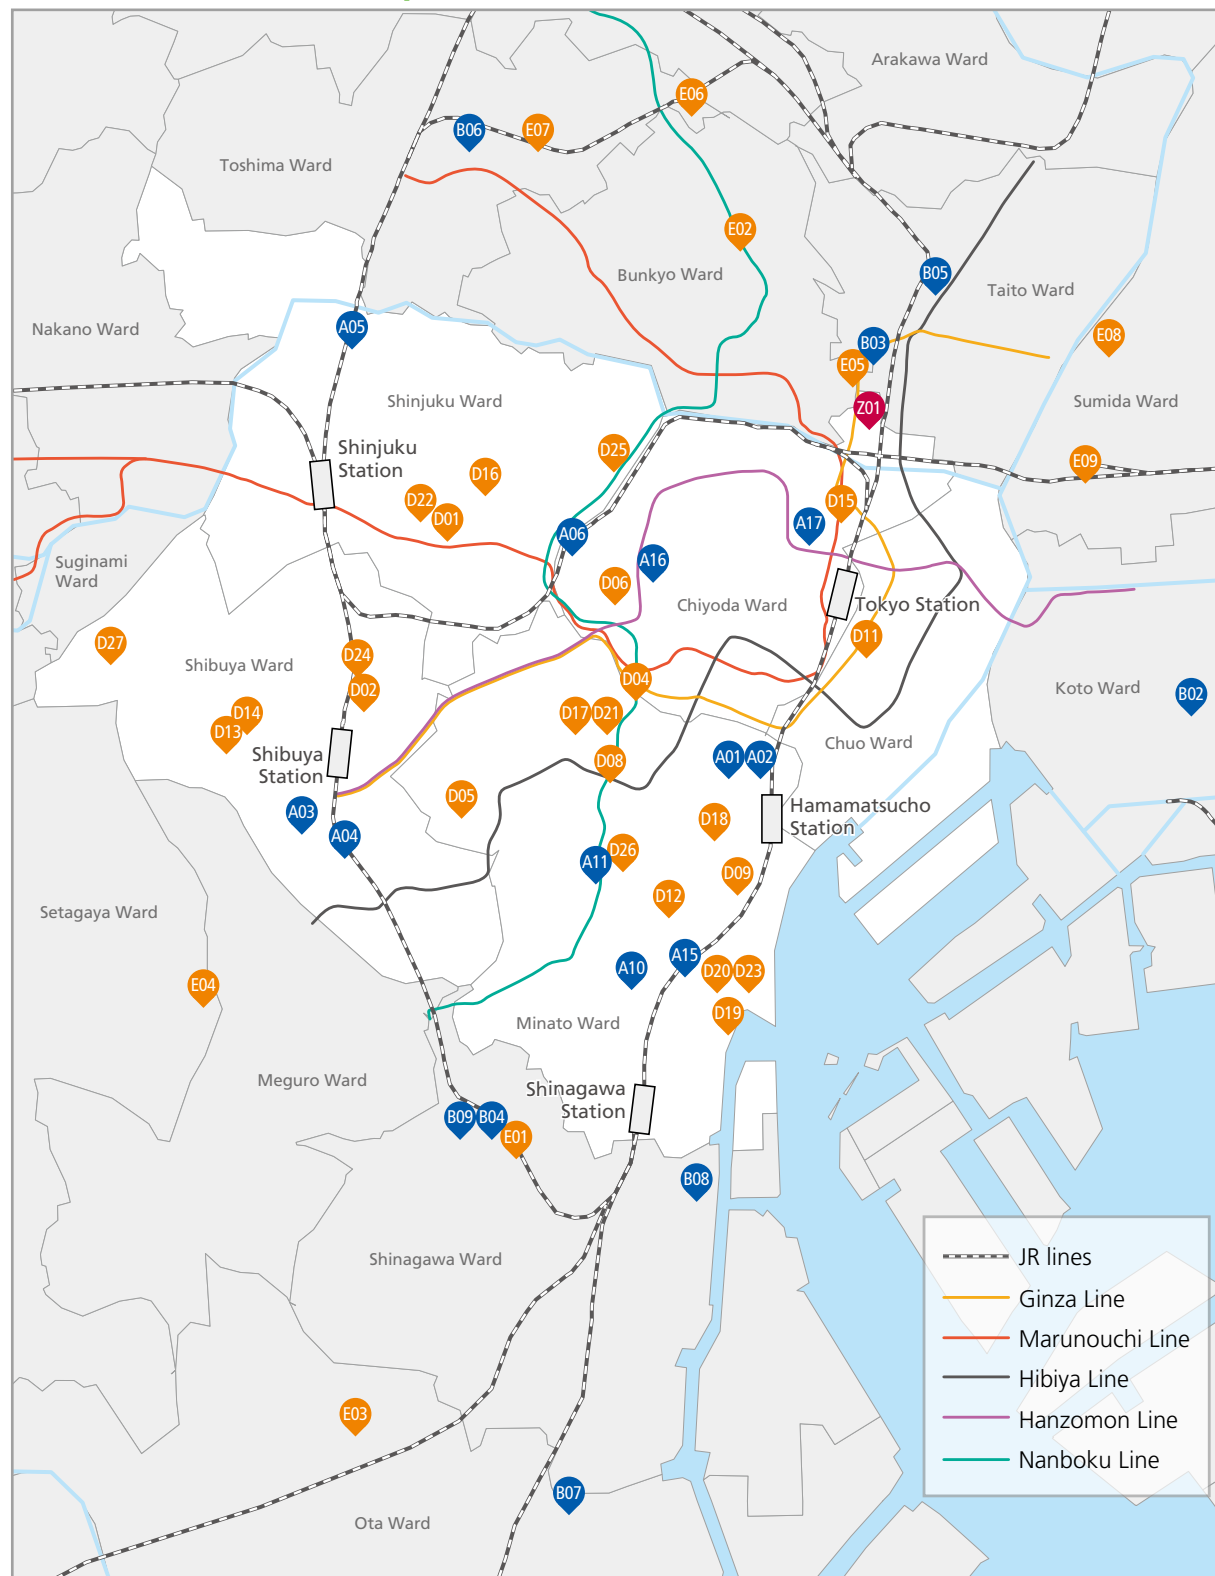 Arakawa Ward
E06
B06
E07
Toshima Ward
E02
Bunkyo Ward
B05
Taito Ward
Nakano Ward
A05
E08
B03
E05
Shinjuku Ward
Z01
Sumida Ward
Shinjuku
Station
D25
E09
D16
D22
D01
D15
A17
A06
Suginami
Ward
A16
D06
Chiyoda Ward
Tokyo Station
D27
D11
Shibuya Ward
D24
D02
D04
Koto Ward
B02
D14
D13
D17
D21
Shibuya
Station
Chuo Ward
A01
A02
D08
D05
Hamamatsucho
Station
A03
D18
A04
D26
A11
D09
D12
Setagaya Ward
A15
A10
D20
D23
E04
D19
Minato Ward
Meguro Ward
Shinagawa
Station
B09
B04
E01
B08
Shinagawa Ward
JR lines
Ginza Line
Marunouchi Line
Hibiya Line
Hanzomon Line
Nanboku Line
E03
B07
Ota Ward